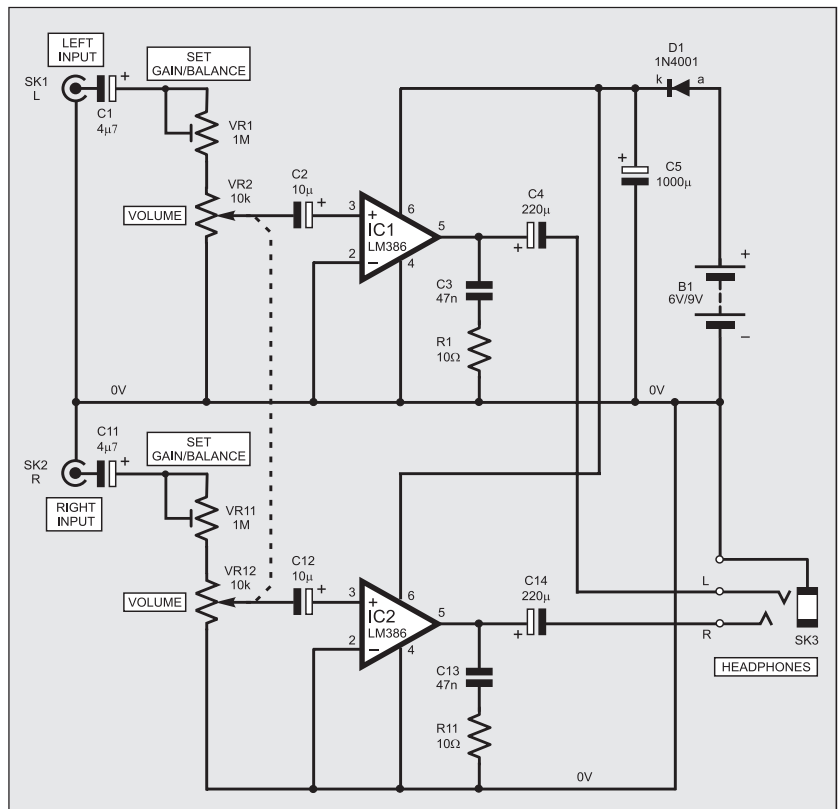 LEFT
INPUT
SK1
L
+
C1
4µ7
SET
GAIN/BALANCE
VR1
1M
VR2
10k
VOLUME
C2
10µ
+
3
+
2
−
IC1
LM386
6
4
5
C3
47n
R1
10Ω
C4
220µ
+
D1
1N4001
k
a
+
C5
1000µ
+
B1
6V/9V
−
0V
0V
SK2
R
C11
4µ7
+
RIGHT
INPUT
SET
GAIN/BALANCE
VR11
1M
VR12
10k
VOLUME
C12
10µ
+
3
+
2
−
IC2
LM386
6
4
5
C13
47n
R11
10Ω
C14
220µ
+
L
R
SK3
HEADPHONES
0V